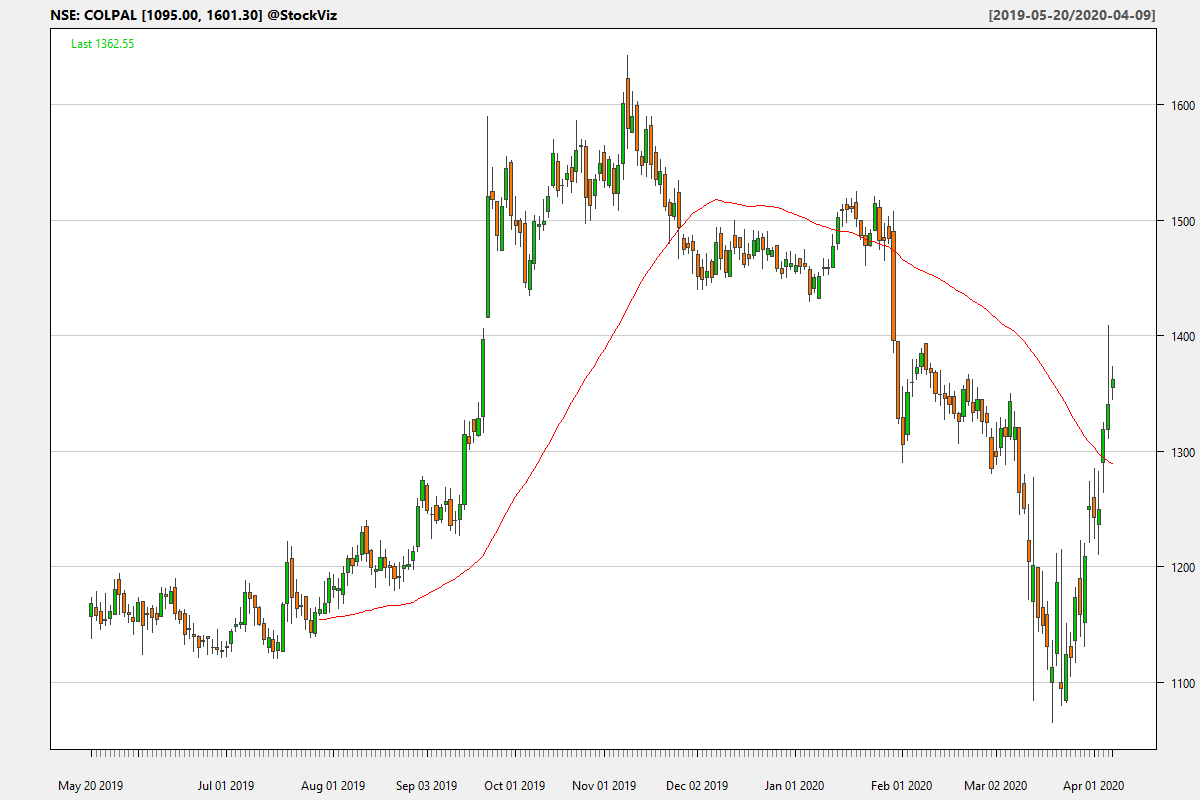 NSE: COLPAL [1095.00, 1601.30] @StockViz [2019-05-20/2020-04-09]
Last 1362.55
1600
1500
1400
1300
1200
1100
May 20 2019 Jul 01 2019 Aug 01 2019 Sep 03 2019 Oct 01 2019 Nov 01 2019 Dec 02 2019 Jan 01 2020 Feb 01 2020 Mar 02 2020 Apr 01 2020